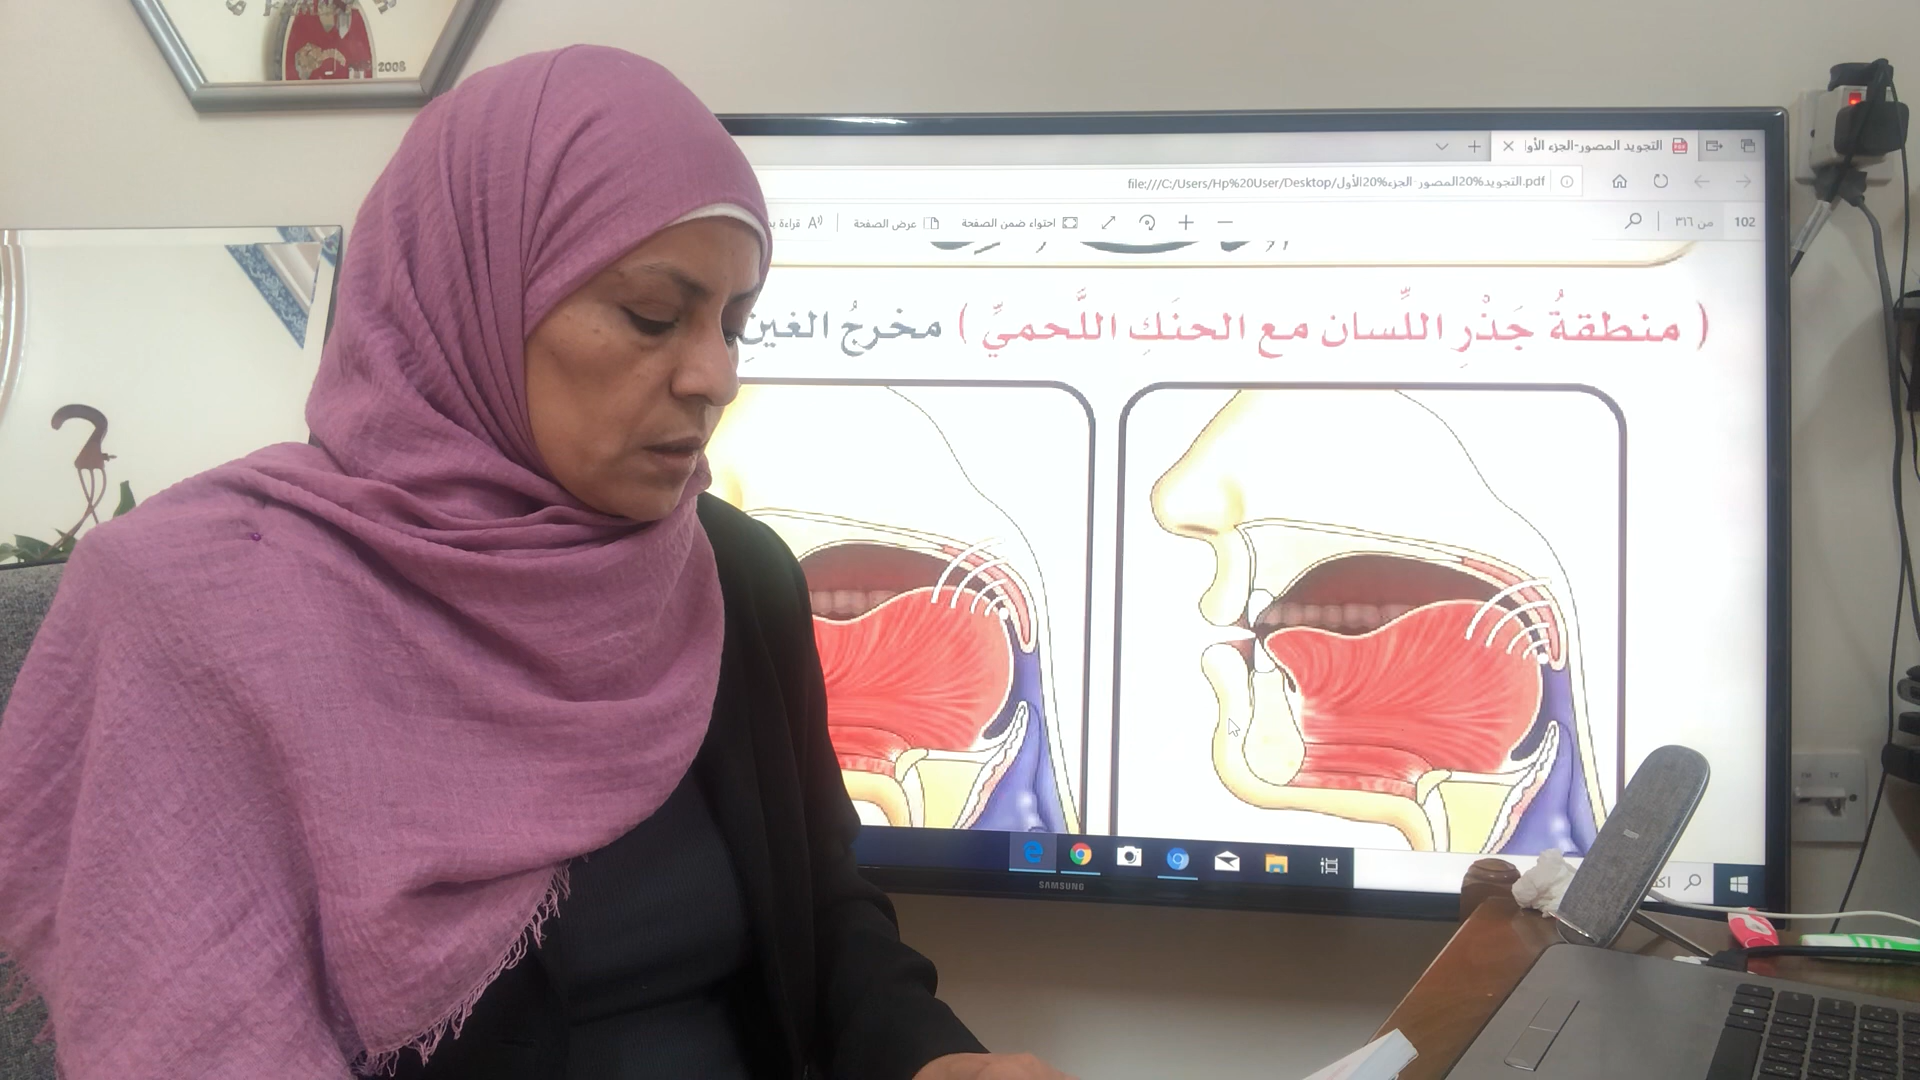 2008
التجويد المصور-الجزء الأو
file:///C:/Users/Hp%20User/Desktop/التجويد%20المصور-الجزء%20الأول.pdf
102 من ٣١٦
احتواء ضمن الصفحة
عرض الصفحة
قراءة
( منطقةُ جَذْرِ اللِّسان مع الحنَكِ اللَّحميِّ ) مخرجُ الغينِ
SAMSUNG